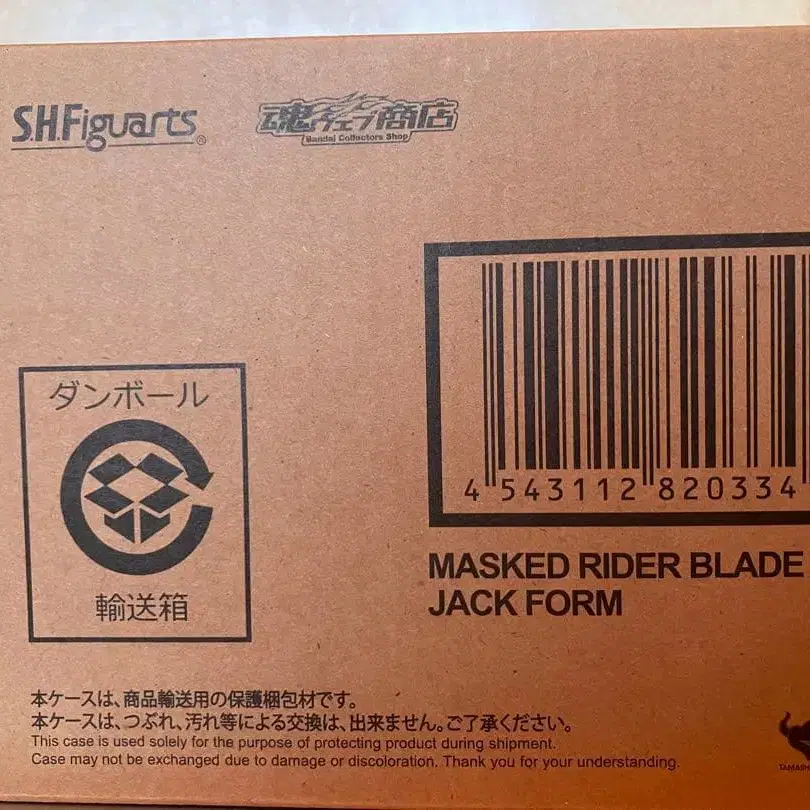 S.H.Figuarts®
魂ウェブ商店
Bandai Collectors Shop
4 543112 820334
ダンボール
輸送箱
MASKED RIDER BLADE
JACK FORM
本ケースは、商品輸送用の保護梱包材です。
本ケースは、つぶれ、汚れ等による交換は、出来ません。ご了承ください。
This case is used solely for the purpose of protecting product during shipment.
Case may not be exchanged due to damage or discoloration. Thank you for your understanding.